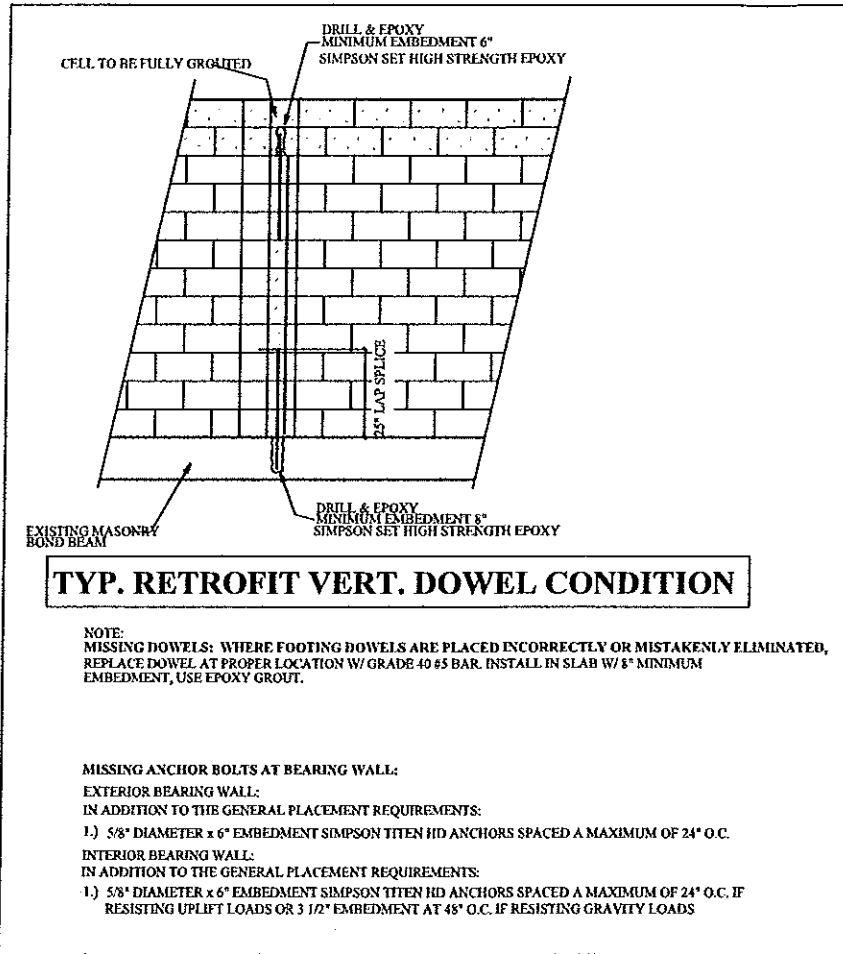 DRILL & EPOXY
MINIMUM EMBEDMENT 6"
SIMPSON SET HIGH STRENGTH EPOXY
CELL TO BE FULLY GROUTED
25" LAP SPLICE
DRILL & EPOXY
MINIMUM EMBEDMENT 8"
SIMPSON SET HIGH STRENGTH EPOXY
EXISTING MASONRY
BOND BEAM
TYP. RETROFIT VERT. DOWEL CONDITION
NOTE:
MISSING DOWELS: WHERE FOOTING DOWELS ARE PLACED INCORRECTLY OR MISTAKENLY ELIMINATED,
REPLACE DOWEL AT PROPER LOCATION W/ GRADE 40 #5 BAR. INSTALL IN SLAB W/ 8" MINIMUM
EMBEDMENT, USE EPOXY GROUT.
MISSING ANCHOR BOLTS AT BEARING WALL:
EXTERIOR BEARING WALL:
IN ADDITION TO THE GENERAL PLACEMENT REQUIREMENTS:
1.) 5/8" DIAMETER x 6" EMBEDMENT SIMPSON TITEN HD ANCHORS SPACED A MAXIMUM OF 24" O.C.
INTERIOR BEARING WALL:
IN ADDITION TO THE GENERAL PLACEMENT REQUIREMENTS:
1.) 5/8" DIAMETER x 6" EMBEDMENT SIMPSON TITEN HD ANCHORS SPACED A MAXIMUM OF 24" O.C. IF
RESISTING UPLIFT LOADS OR 3 1/2" EMBEDMENT AT 48" O.C. IF RESISTING GRAVITY LOADS